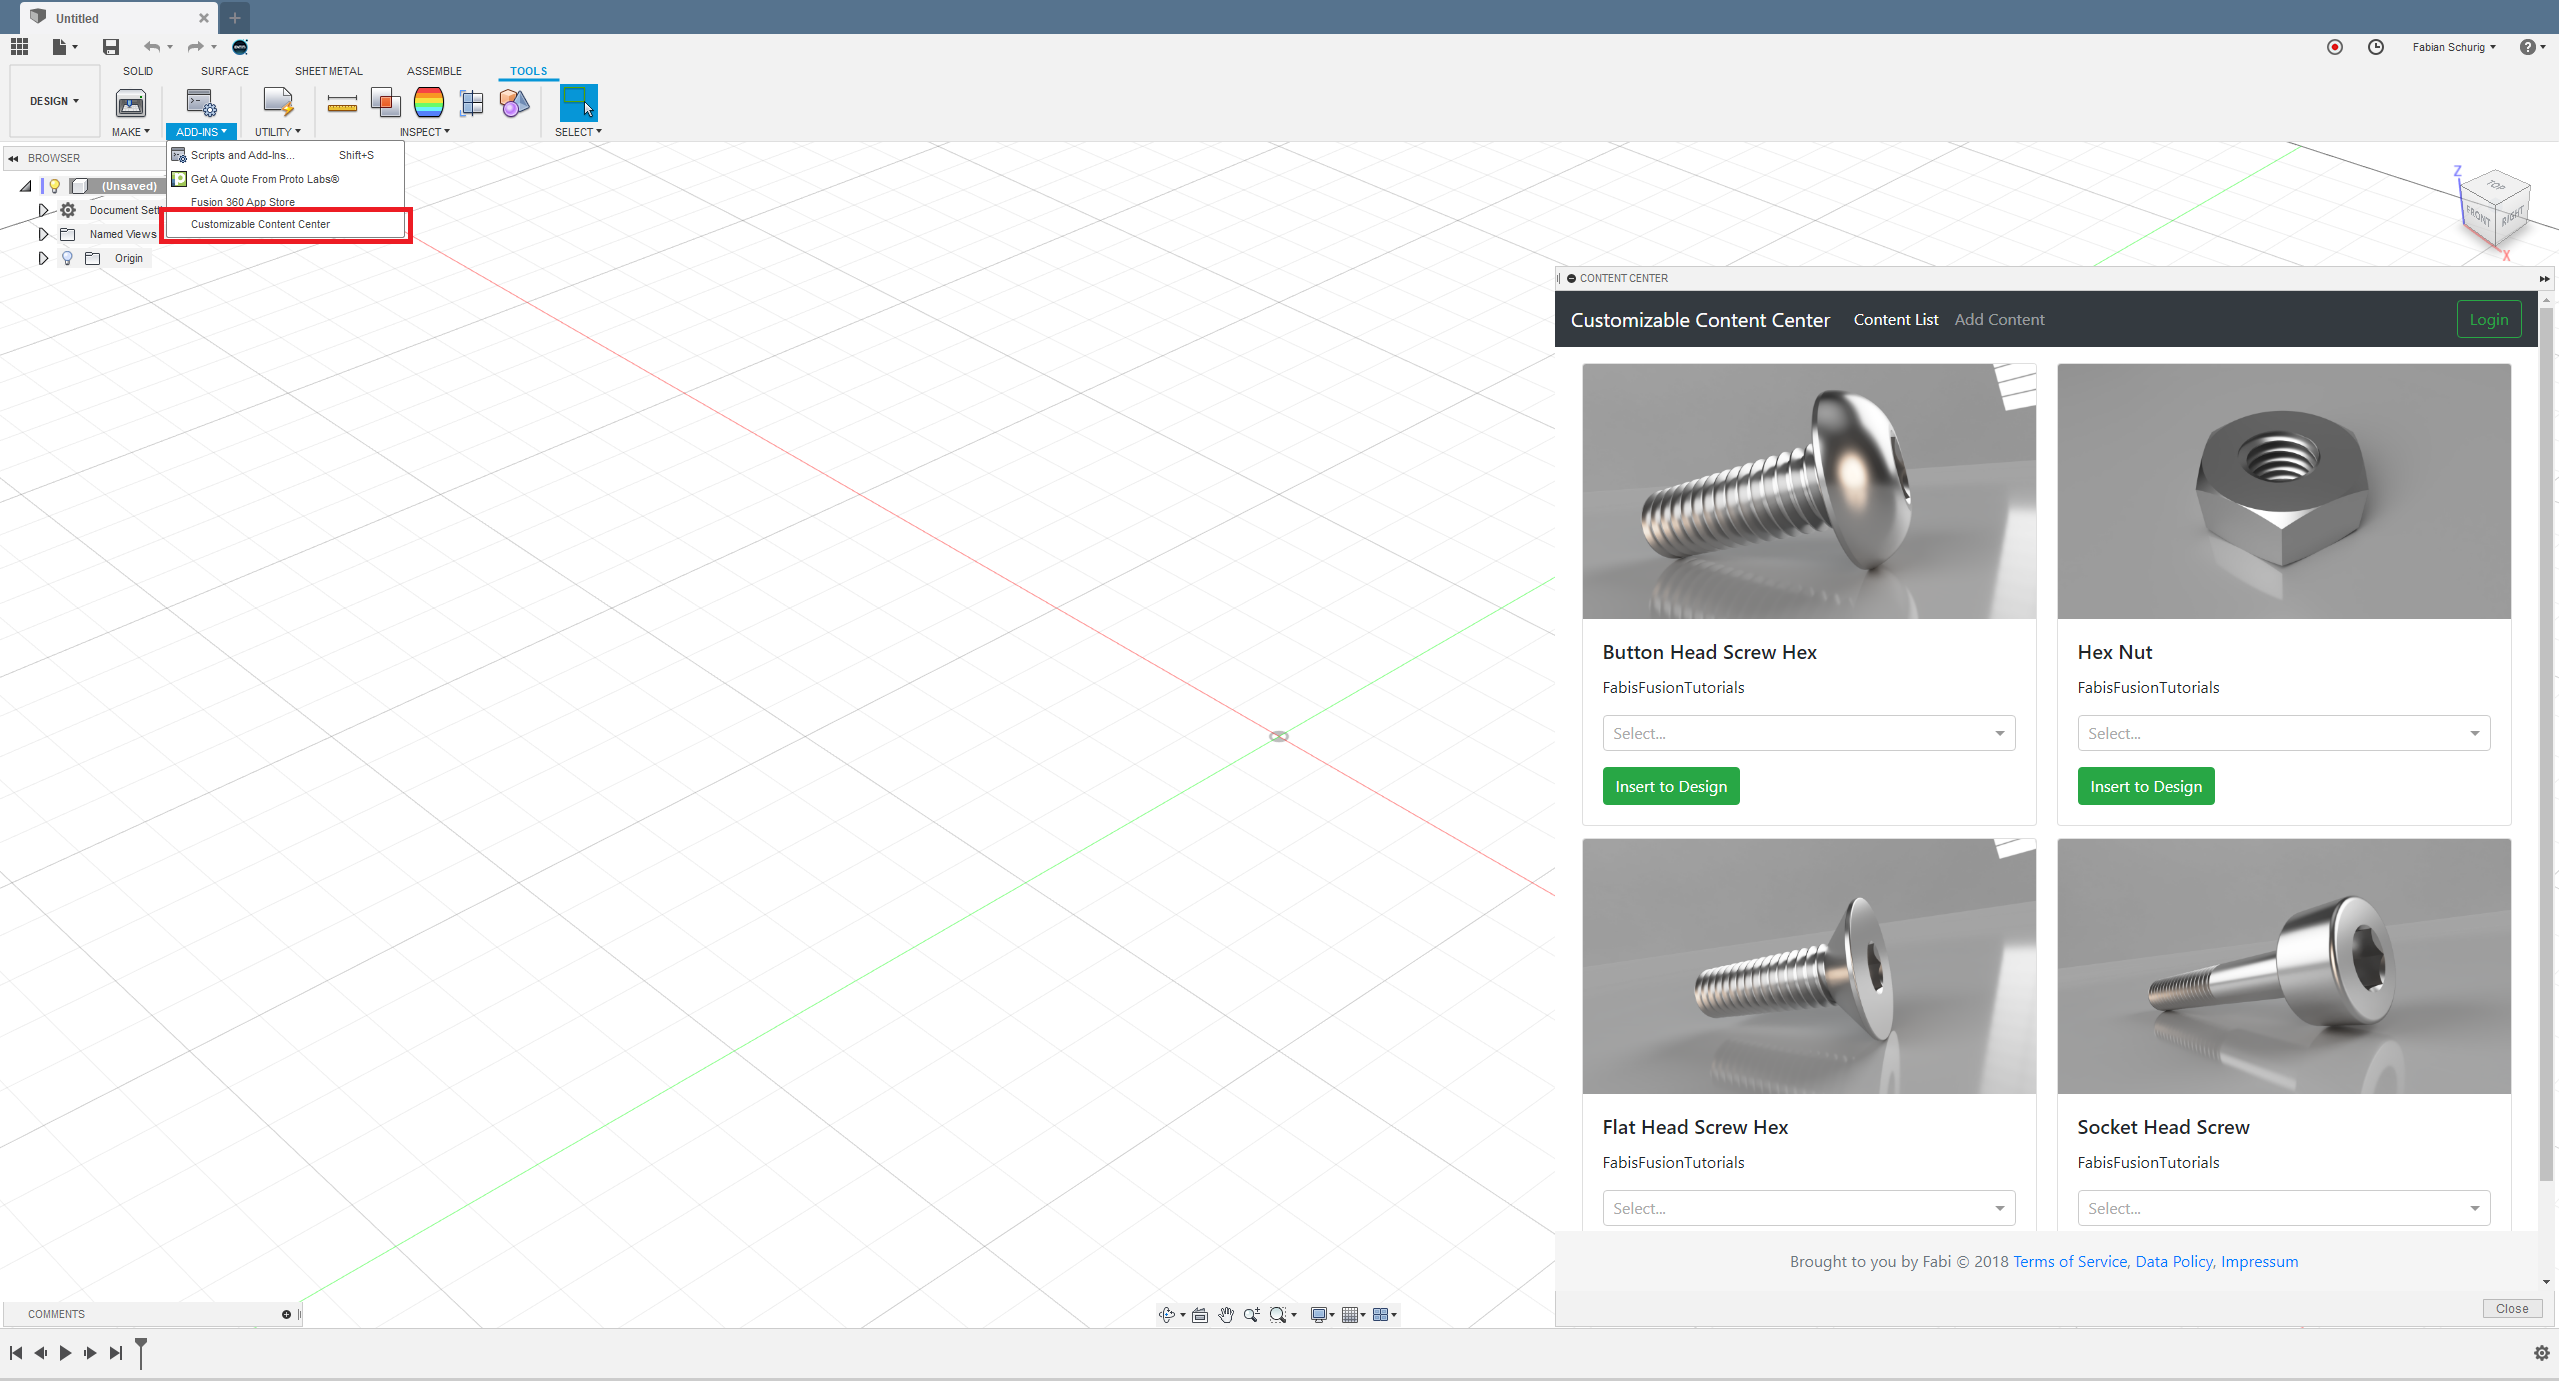 Untitled
Fabian Schurig
SOLID SURFACE SHEET METAL ASSEMBLE TOOLS
DESIGN
MAKE ADD-INS UTILITY INSPECT SELECT
BROWSER
Scripts and Add-Ins... Shift+S
(Unsaved)
Get A Quote From Proto Labs®
Fusion 360 App Store
Document Sett
Customizable Content Center
Named Views
Origin
Z
TOP
FRONT
RIGHT
X
CONTENT CENTER
Customizable Content Center Content List Add Content Login
Button Head Screw Hex
FabisFusionTutorials
Select...
Insert to Design
Hex Nut
FabisFusionTutorials
Select...
Insert to Design
Flat Head Screw Hex
FabisFusionTutorials
Select...
Socket Head Screw
FabisFusionTutorials
Select...
Brought to you by Fabi © 2018 Terms of Service, Data Policy, Impressum
Close
COMMENTS